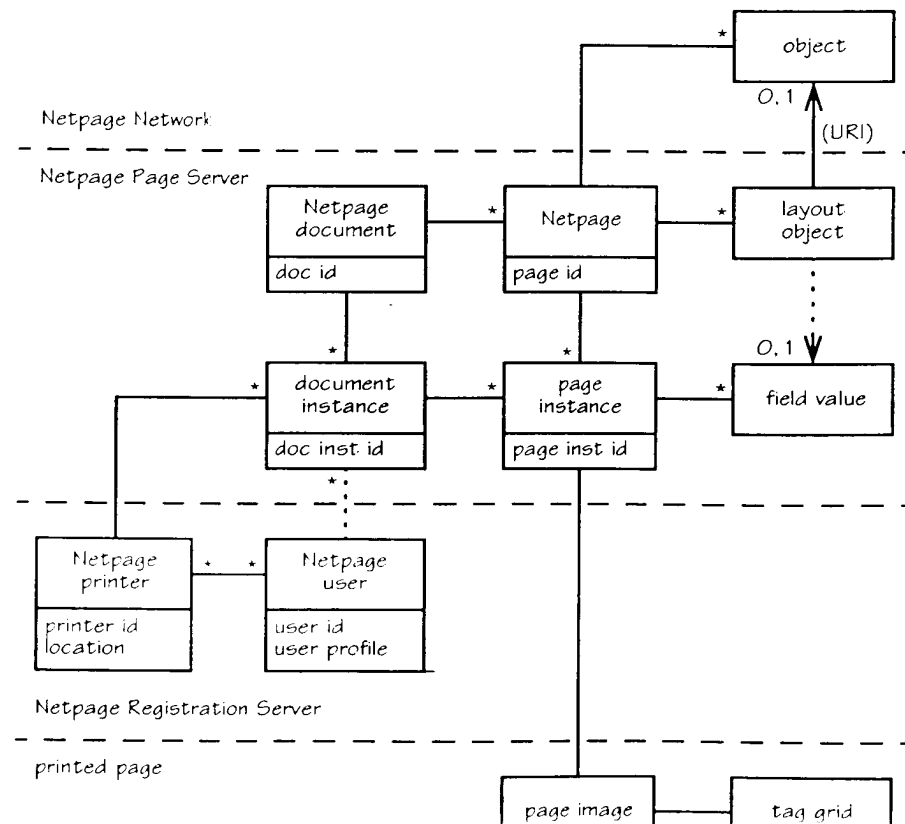 *
object
0,1
Netpage Network
(URI)
Netpage Page Server
Netpage
document
*
Netpage
*
layout
object
doc id
page id
*
*
0,1
*
document
instance
*
page
instance
*
field value
doc inst id
page inst id
*
Netpage
printer
* *
Netpage
user
printer id
location
user id
user profile
Netpage Registration Server
printed page
page image
tag grid